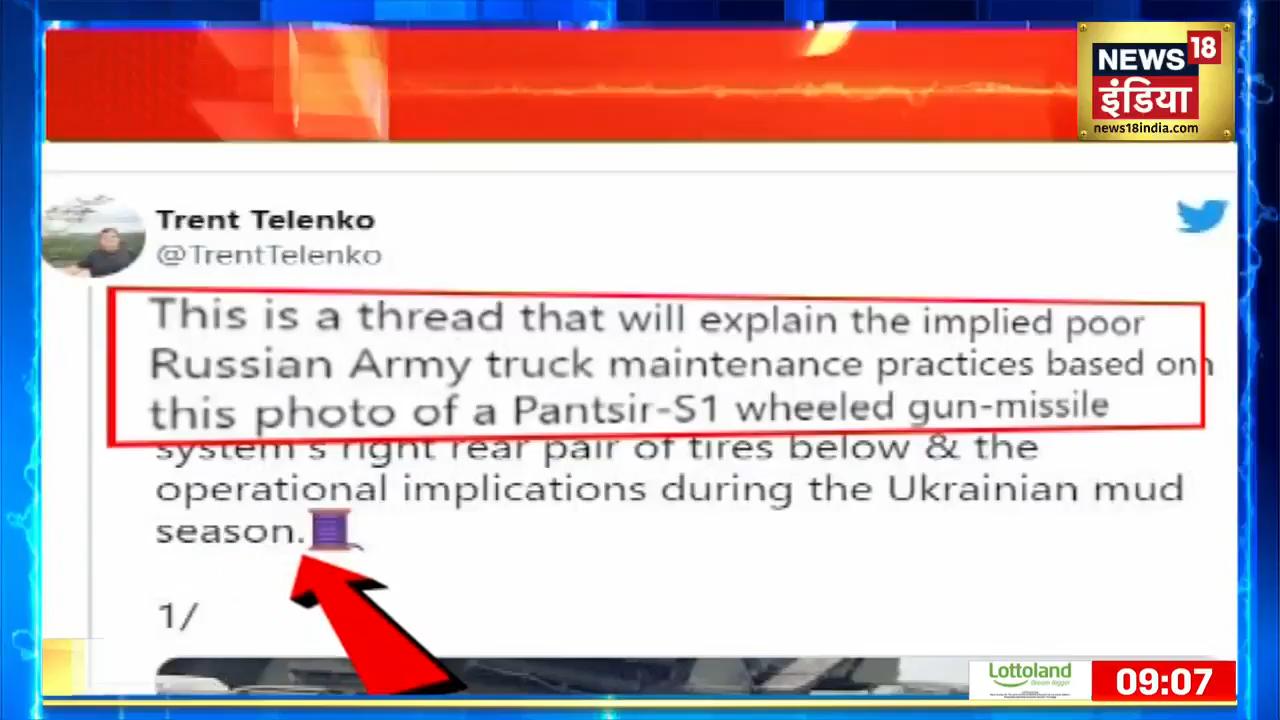 NEWS 18
इंडिया
news18india.com
Trent Telenko
@TrentTelenko
This is a thread that will explain the implied poor
Russian Army truck maintenance practices based on
this photo of a Pantsir-S1 wheeled gun-missile
system's right rear pair of tires below & the
operational implications during the Ukrainian mud
season.
1/
Lottoland
09:07